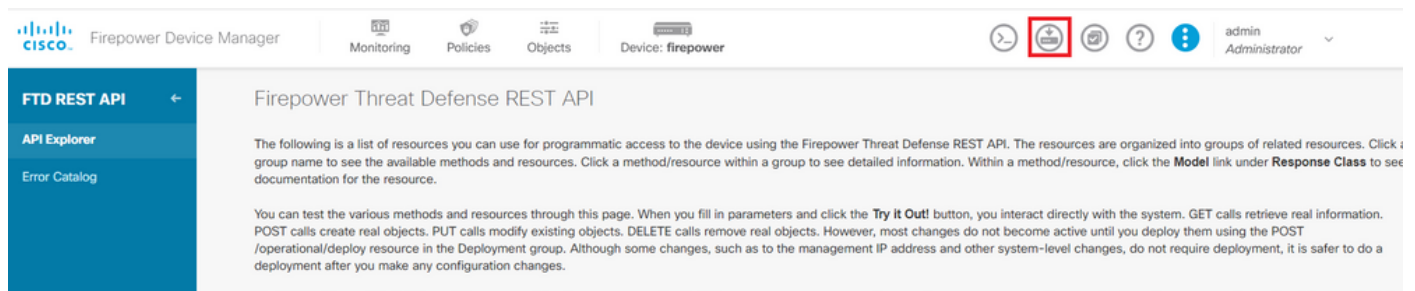 CISCO Firepower Device Manager Monitoring Policies Objects Device: firepower admin Administrator
FTD REST API
API Explorer
Error Catalog
Firepower Threat Defense REST API
The following is a list of resources you can use for programmatic access to the device using the Firepower Threat Defense REST API. The resources are organized into groups of related resources. Click a
group name to see the available methods and resources. Click a method/resource within a group to see detailed information. Within a method/resource, click the Model link under Response Class to see
documentation for the resource.
You can test the various methods and resources through this page. When you fill in parameters and click the Try it Out! button, you interact directly with the system. GET calls retrieve real information.
POST calls create real objects. PUT calls modify existing objects. DELETE calls remove real objects. However, most changes do not become active until you deploy them using the POST
/operational/deploy resource in the Deployment group. Although some changes, such as to the management IP address and other system-level changes, do not require deployment, it is safer to do a
deployment after you make any configuration changes.